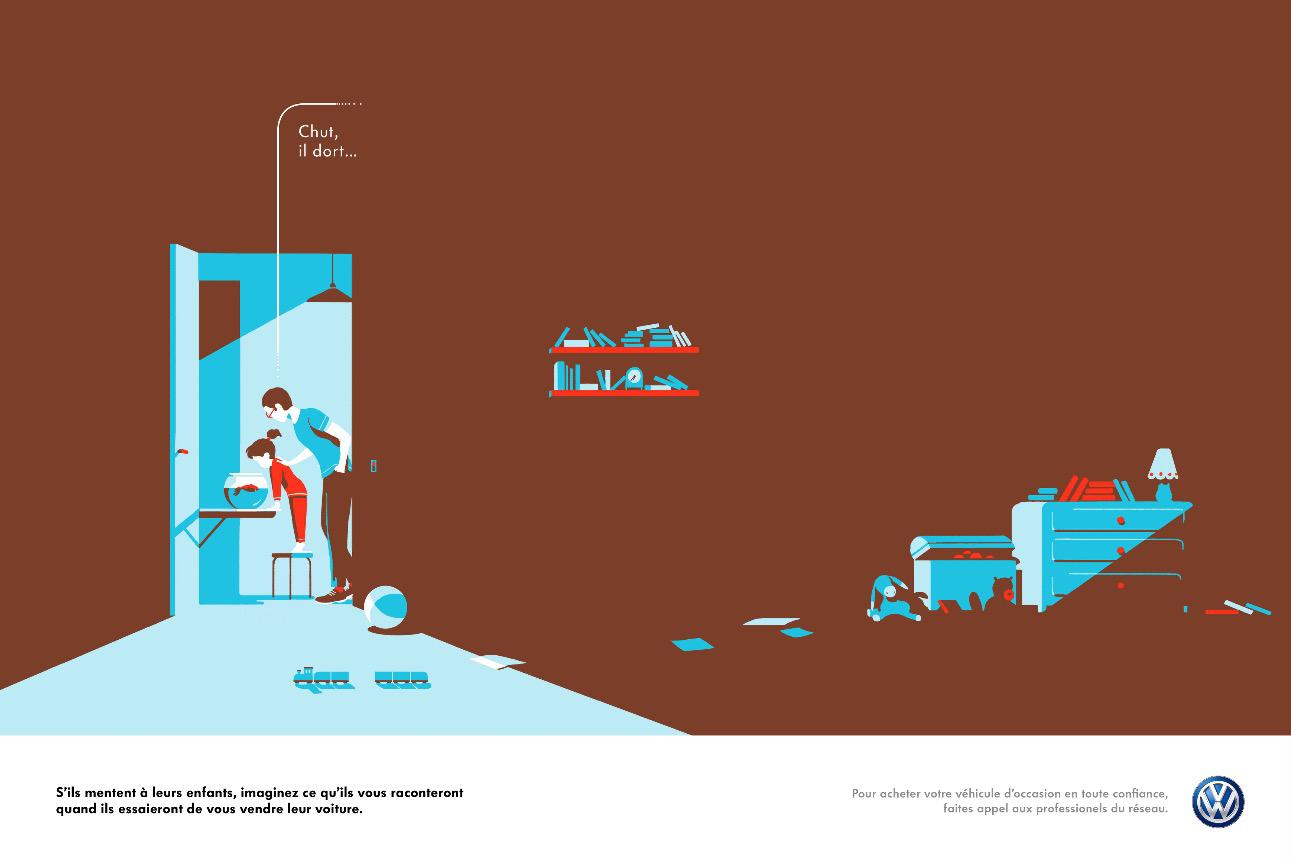 Chut,
il dort...
S'ils mentent à leurs enfants, imaginez ce qu'ils vous raconteront
quand ils essaieront de vous vendre leur voiture.
Pour acheter votre véhicule d'occasion en toute confiance,
faites appel aux professionels du réseau.